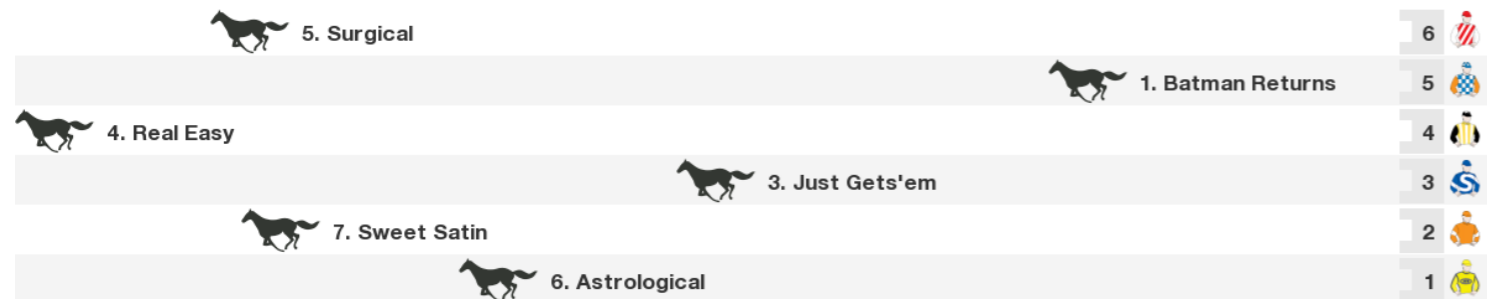 5. Surgical 6
1. Batman Returns 5
4. Real Easy 4
3. Just Gets'em 3
7. Sweet Satin 2
6. Astrological 1